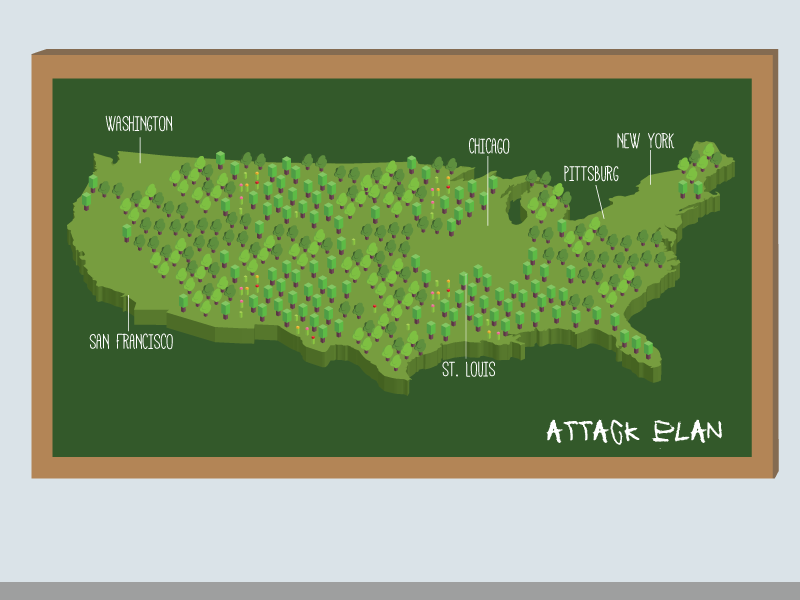 WASHINGTON
CHICAGO
NEW YORK
PITTSBURG
SAN FRANCISCO
ST. LOUIS
ATTACK PLAN